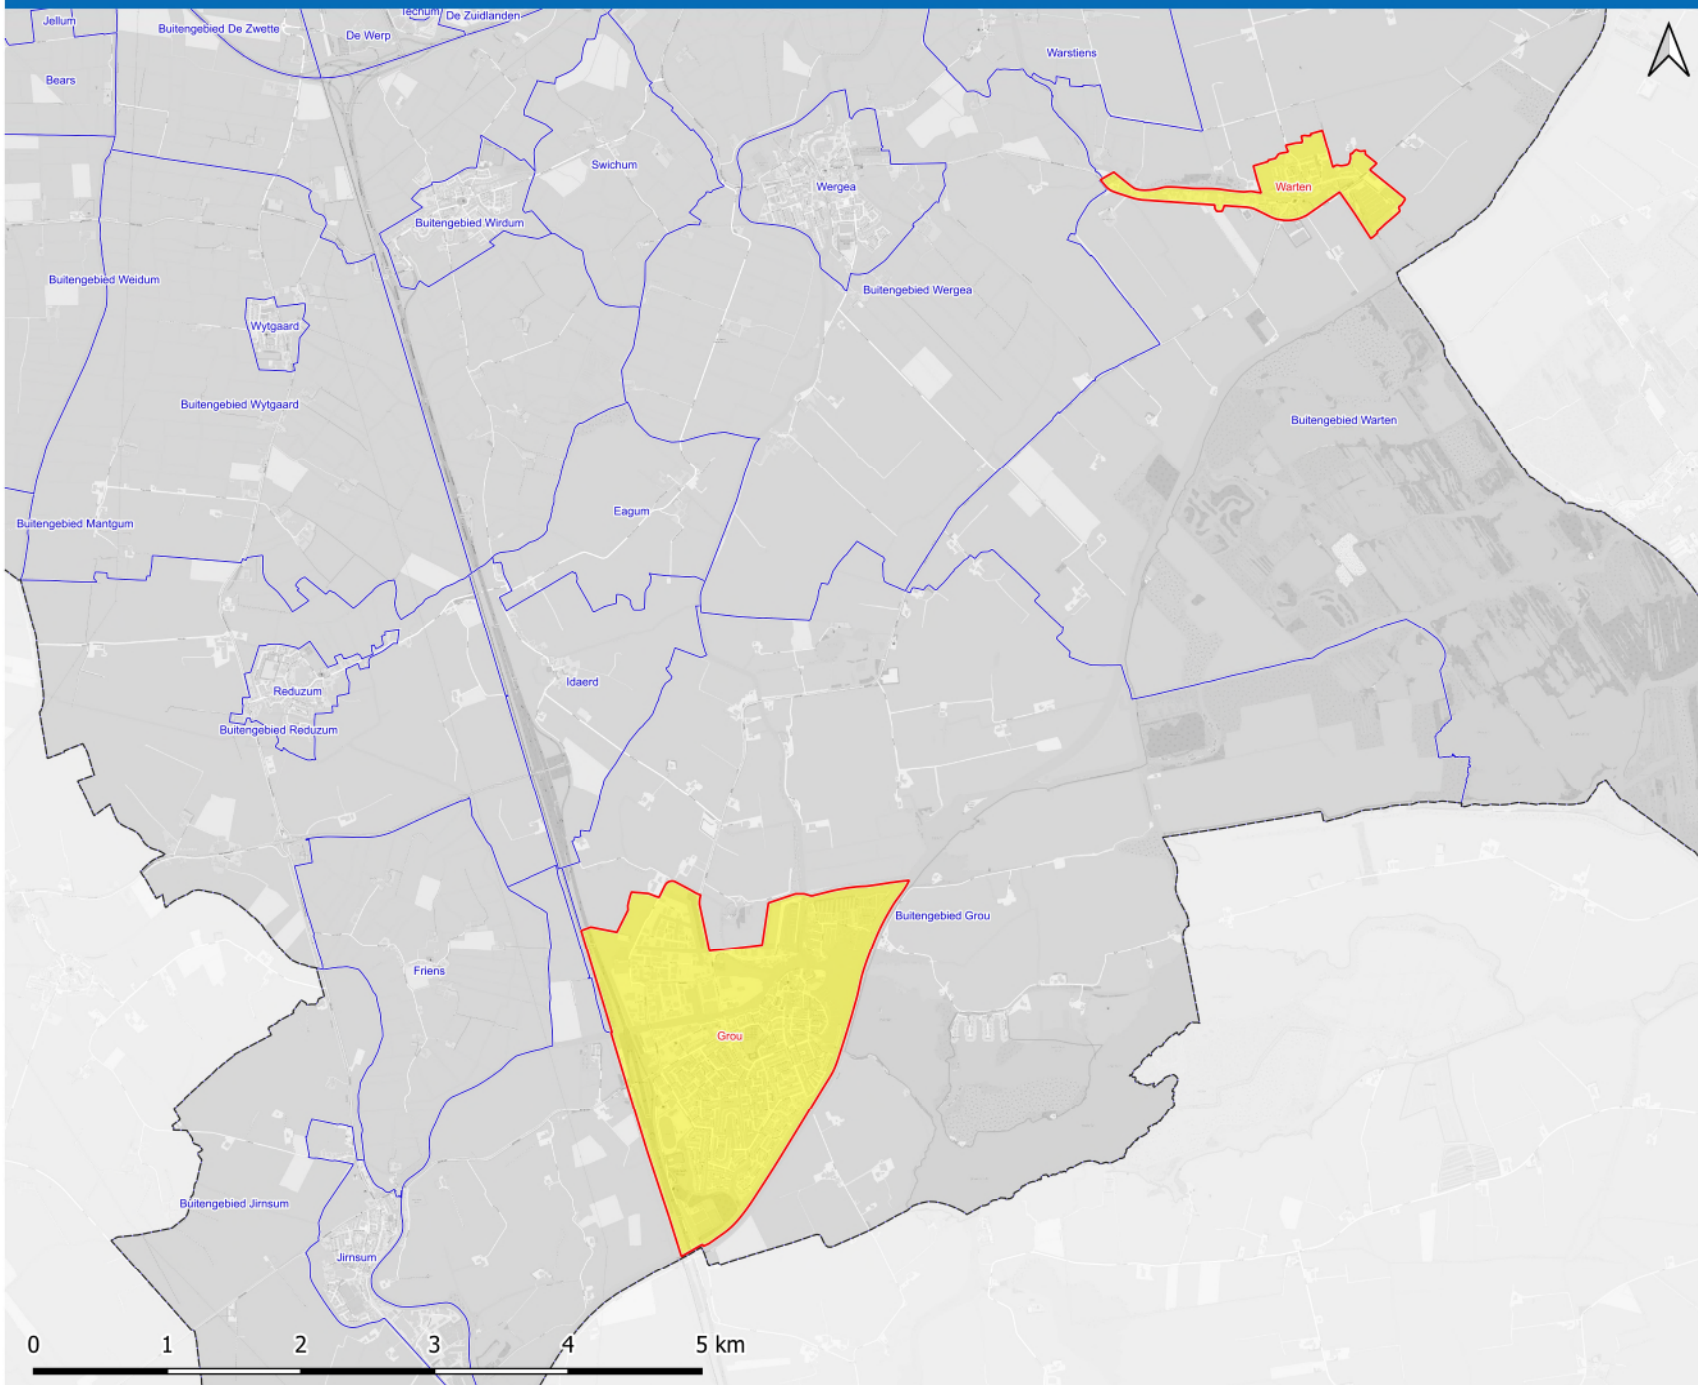 Techum
De Zuidlanden
Jellum
Buitengebied De Zwette
De Werp
Warstiens
Bears
Swichum
Wergea
Warten
Buitengebied Wirdum
Buitengebied Weidum
Buitengebied Wergea
Wytgaard
Buitengebied Wytgaard
Buitengebied Warten
Eagum
Buitengebied Mantgum
Idaerd
Reduzum
Buitengebied Reduzum
Buitengebied Grou
Friens
Grou
Buitengebied Jirnsum
Jirnsum
0 1 2 3 4 5 km